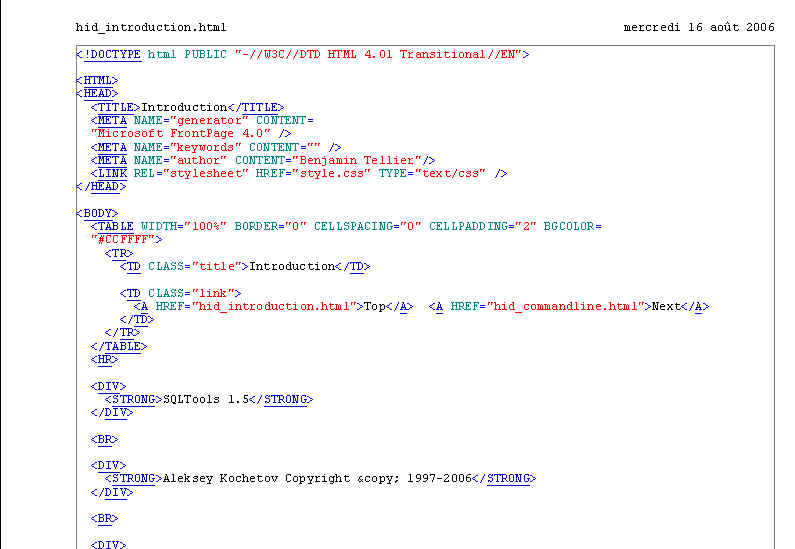 hid_introduction.html mercredi 16 août 2006
<!DOCTYPE html PUBLIC "-//W3C//DTD HTML 4.01 Transitional//EN">
<HTML>
<HEAD>
<TITLE>Introduction</TITLE>
<META NAME="generator" CONTENT=
"Microsoft FrontPage 4.0" />
<META NAME="keywords" CONTENT="" />
<META NAME="author" CONTENT="Benjamin Tellier"/>
<LINK REL="stylesheet" HREF="style.css" TYPE="text/css" />
</HEAD>
<BODY>
<TABLE WIDTH="100%" BORDER="0" CELLSPACING="0" CELLPADDING="2" BGCOLOR=
"#CCFFFF">
<TR>
<TD CLASS="title">Introduction</TD>
<TD CLASS="link">
<A HREF="hid_introduction.html">Top</A> <A HREF="hid_commandline.html">Next</A>
</TD>
</TR>
</TABLE>
<HR>
<DIV>
<STRONG>SQLTools 1.5</STRONG>
</DIV>
<BR>
<DIV>
<STRONG>Aleksey Kochetov Copyright &copy; 1997-2006</STRONG>
</DIV>
<BR>
<DIV>